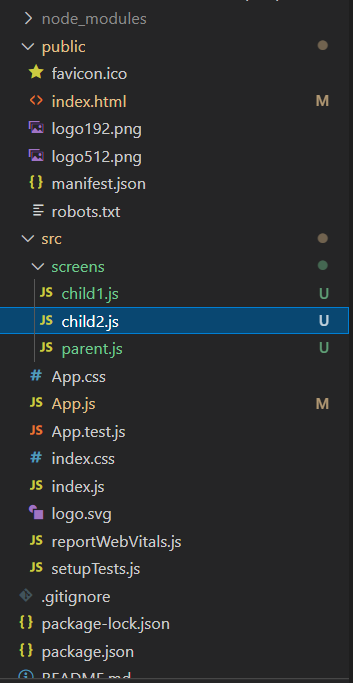 node_modules
public
favicon.ico
index.html M
logo192.png
logo512.png
{} manifest.json
robots.txt
src
screens
JS child1.js U
JS child2.js U
JS parent.js U
# App.css
JS App.js M
JS App.test.js
# index.css
JS index.js
logo.svg
JS reportWebVitals.js
JS setupTests.js
.gitignore
{} package-lock.json
{} package.json
README.md